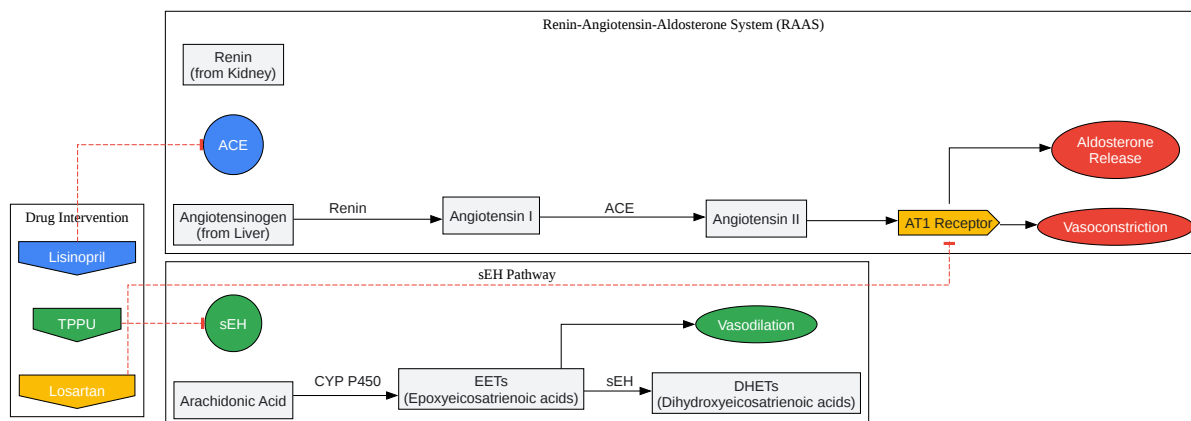 Renin-Angiotensin-Aldosterone System (RAAS)
Renin
(from Kidney)
ACE
Aldosterone
Release
Angiotensinogen
(from Liver)
Renin
Angiotensin I
ACE
Angiotensin II
AT1 Receptor
Vasoconstriction
Drug Intervention
Lisinopril
TPPU
Losartan
sEH Pathway
sEH
Vasodilation
Arachidonic Acid
CYP P450
EETs
(Epoxyeicosatrienoic acids)
sEH
DHETs
(Dihydroxyeicosatrienoic acids)